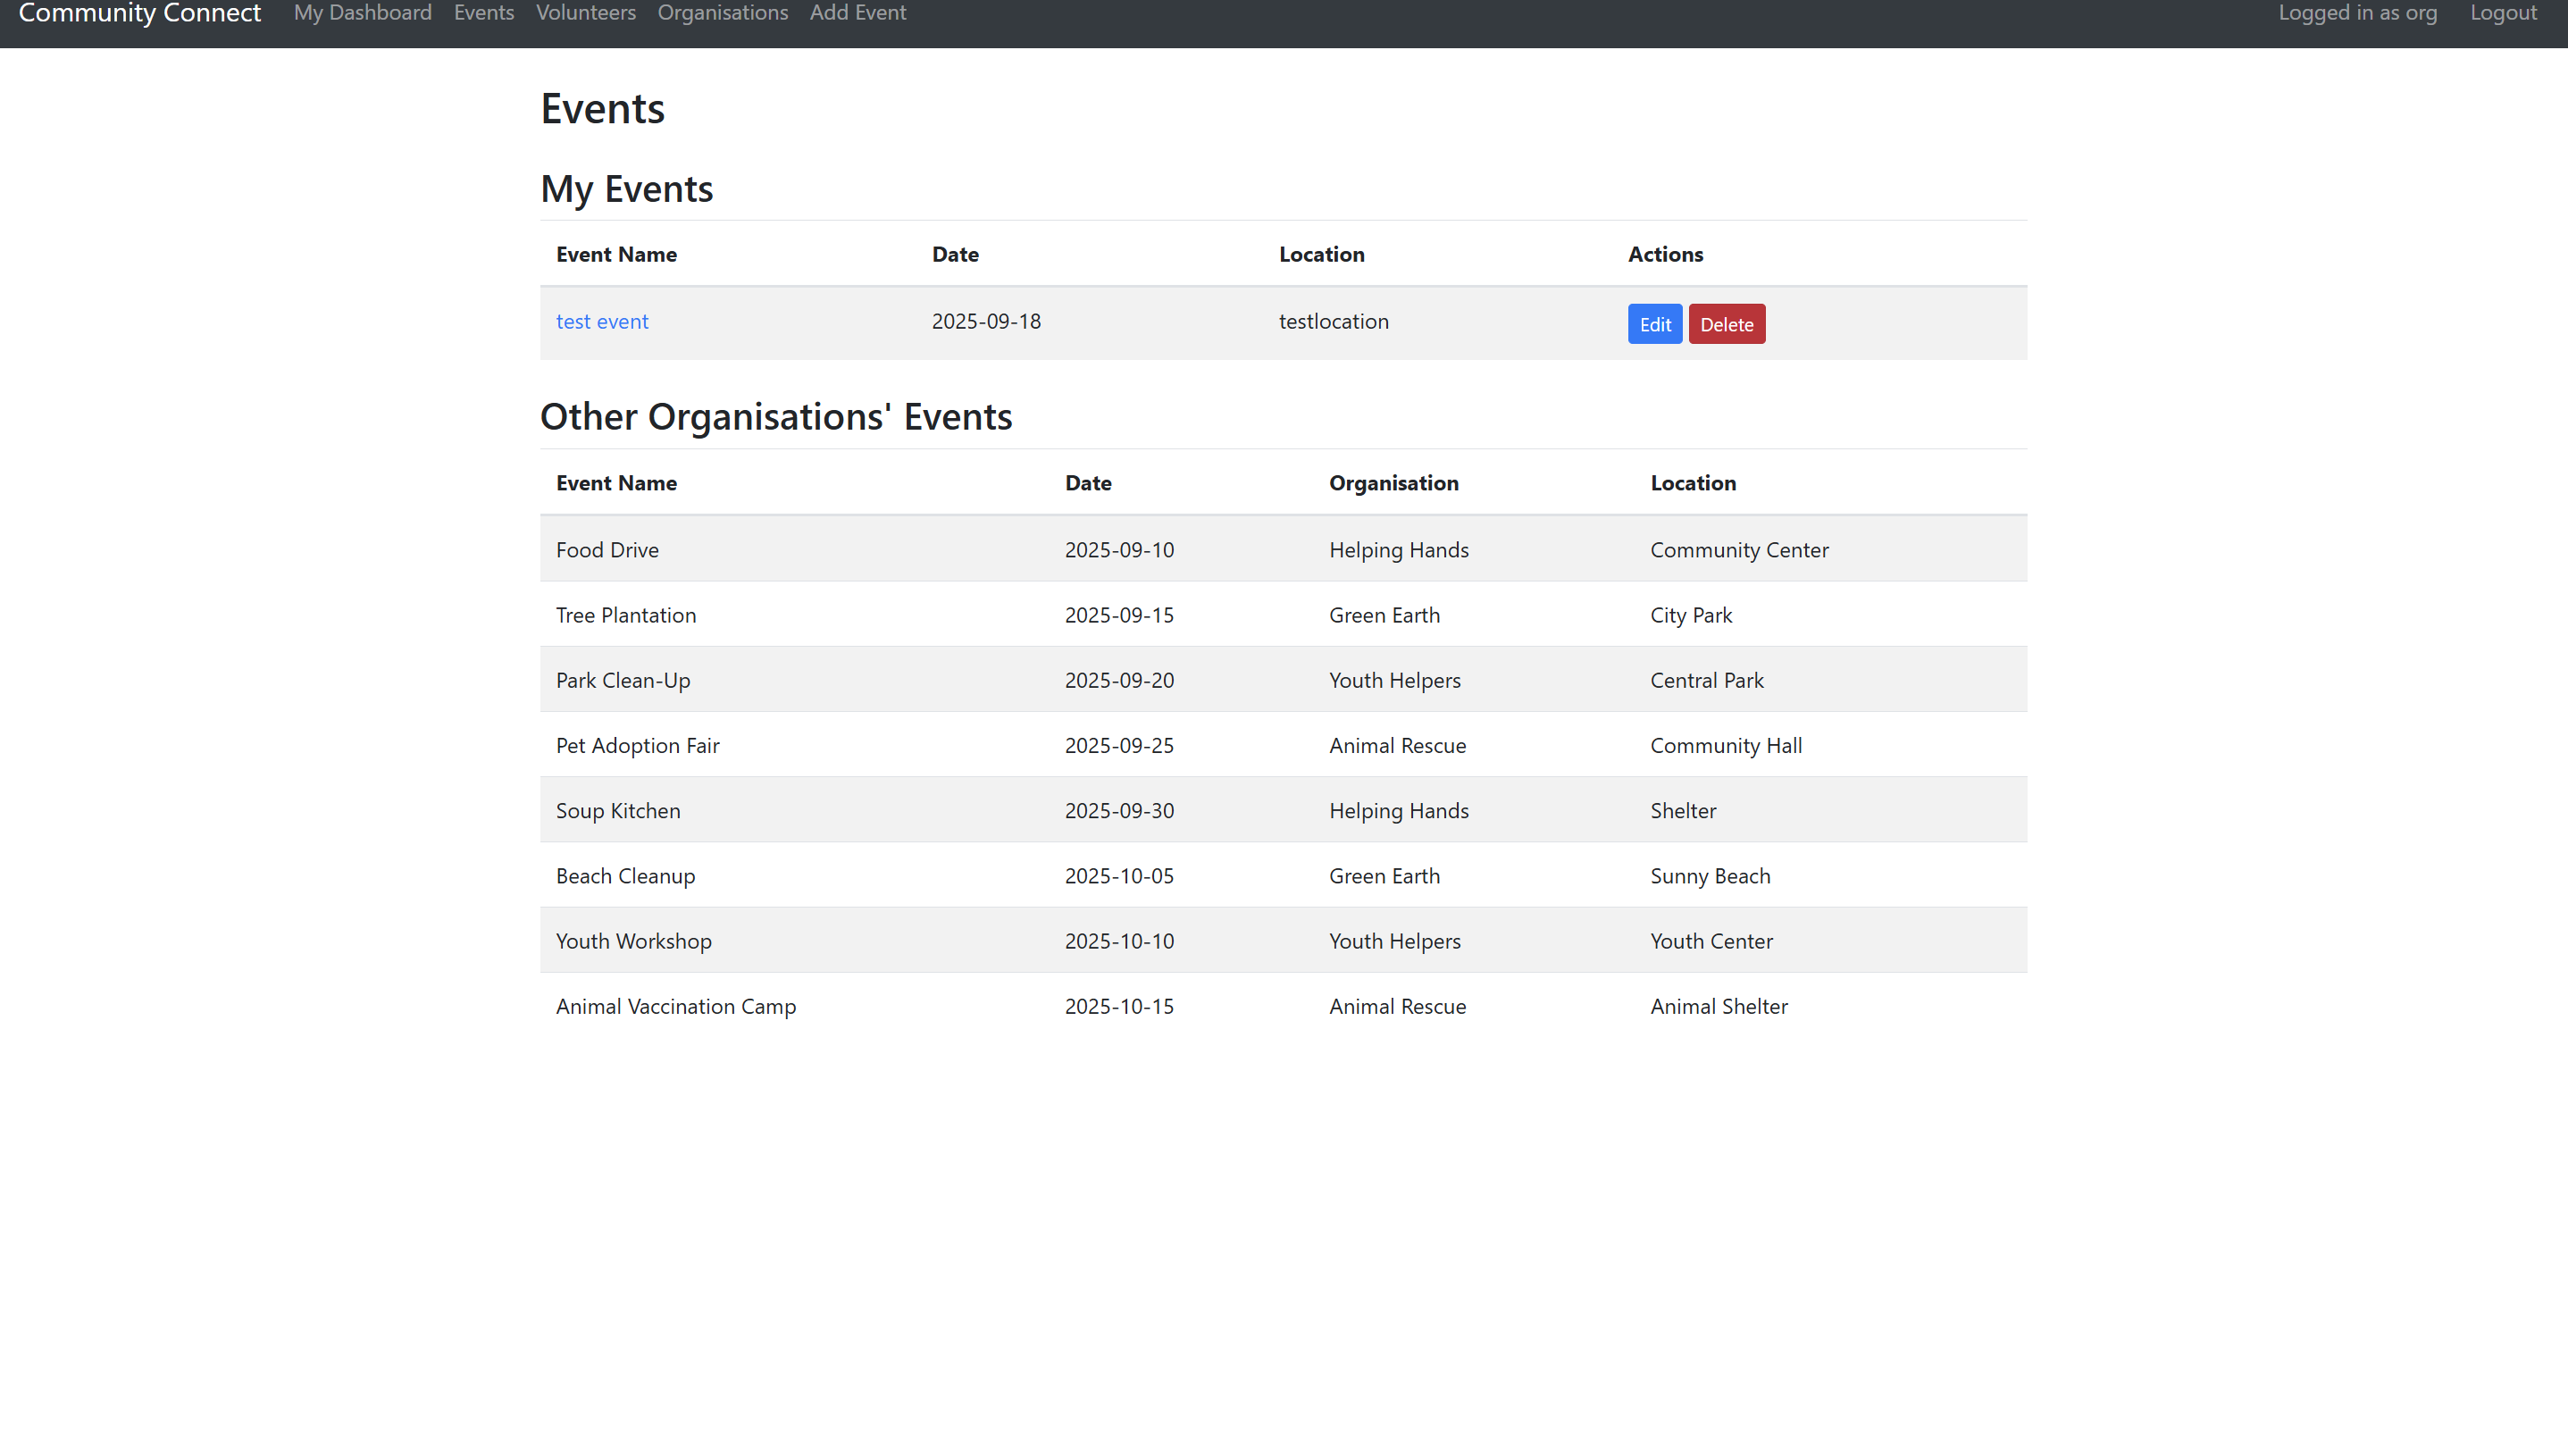 Community Connect My Dashboard Events Volunteers Organisations Add Event Logged in as org Logout
Events
My Events
Event Name Date Location Actions
test event 2025-09-18 testlocation Edit Delete
Other Organisations' Events
Event Name Date Organisation Location
Food Drive 2025-09-10 Helping Hands Community Center
Tree Plantation 2025-09-15 Green Earth City Park
Park Clean-Up 2025-09-20 Youth Helpers Central Park
Pet Adoption Fair 2025-09-25 Animal Rescue Community Hall
Soup Kitchen 2025-09-30 Helping Hands Shelter
Beach Cleanup 2025-10-05 Green Earth Sunny Beach
Youth Workshop 2025-10-10 Youth Helpers Youth Center
Animal Vaccination Camp 2025-10-15 Animal Rescue Animal Shelter